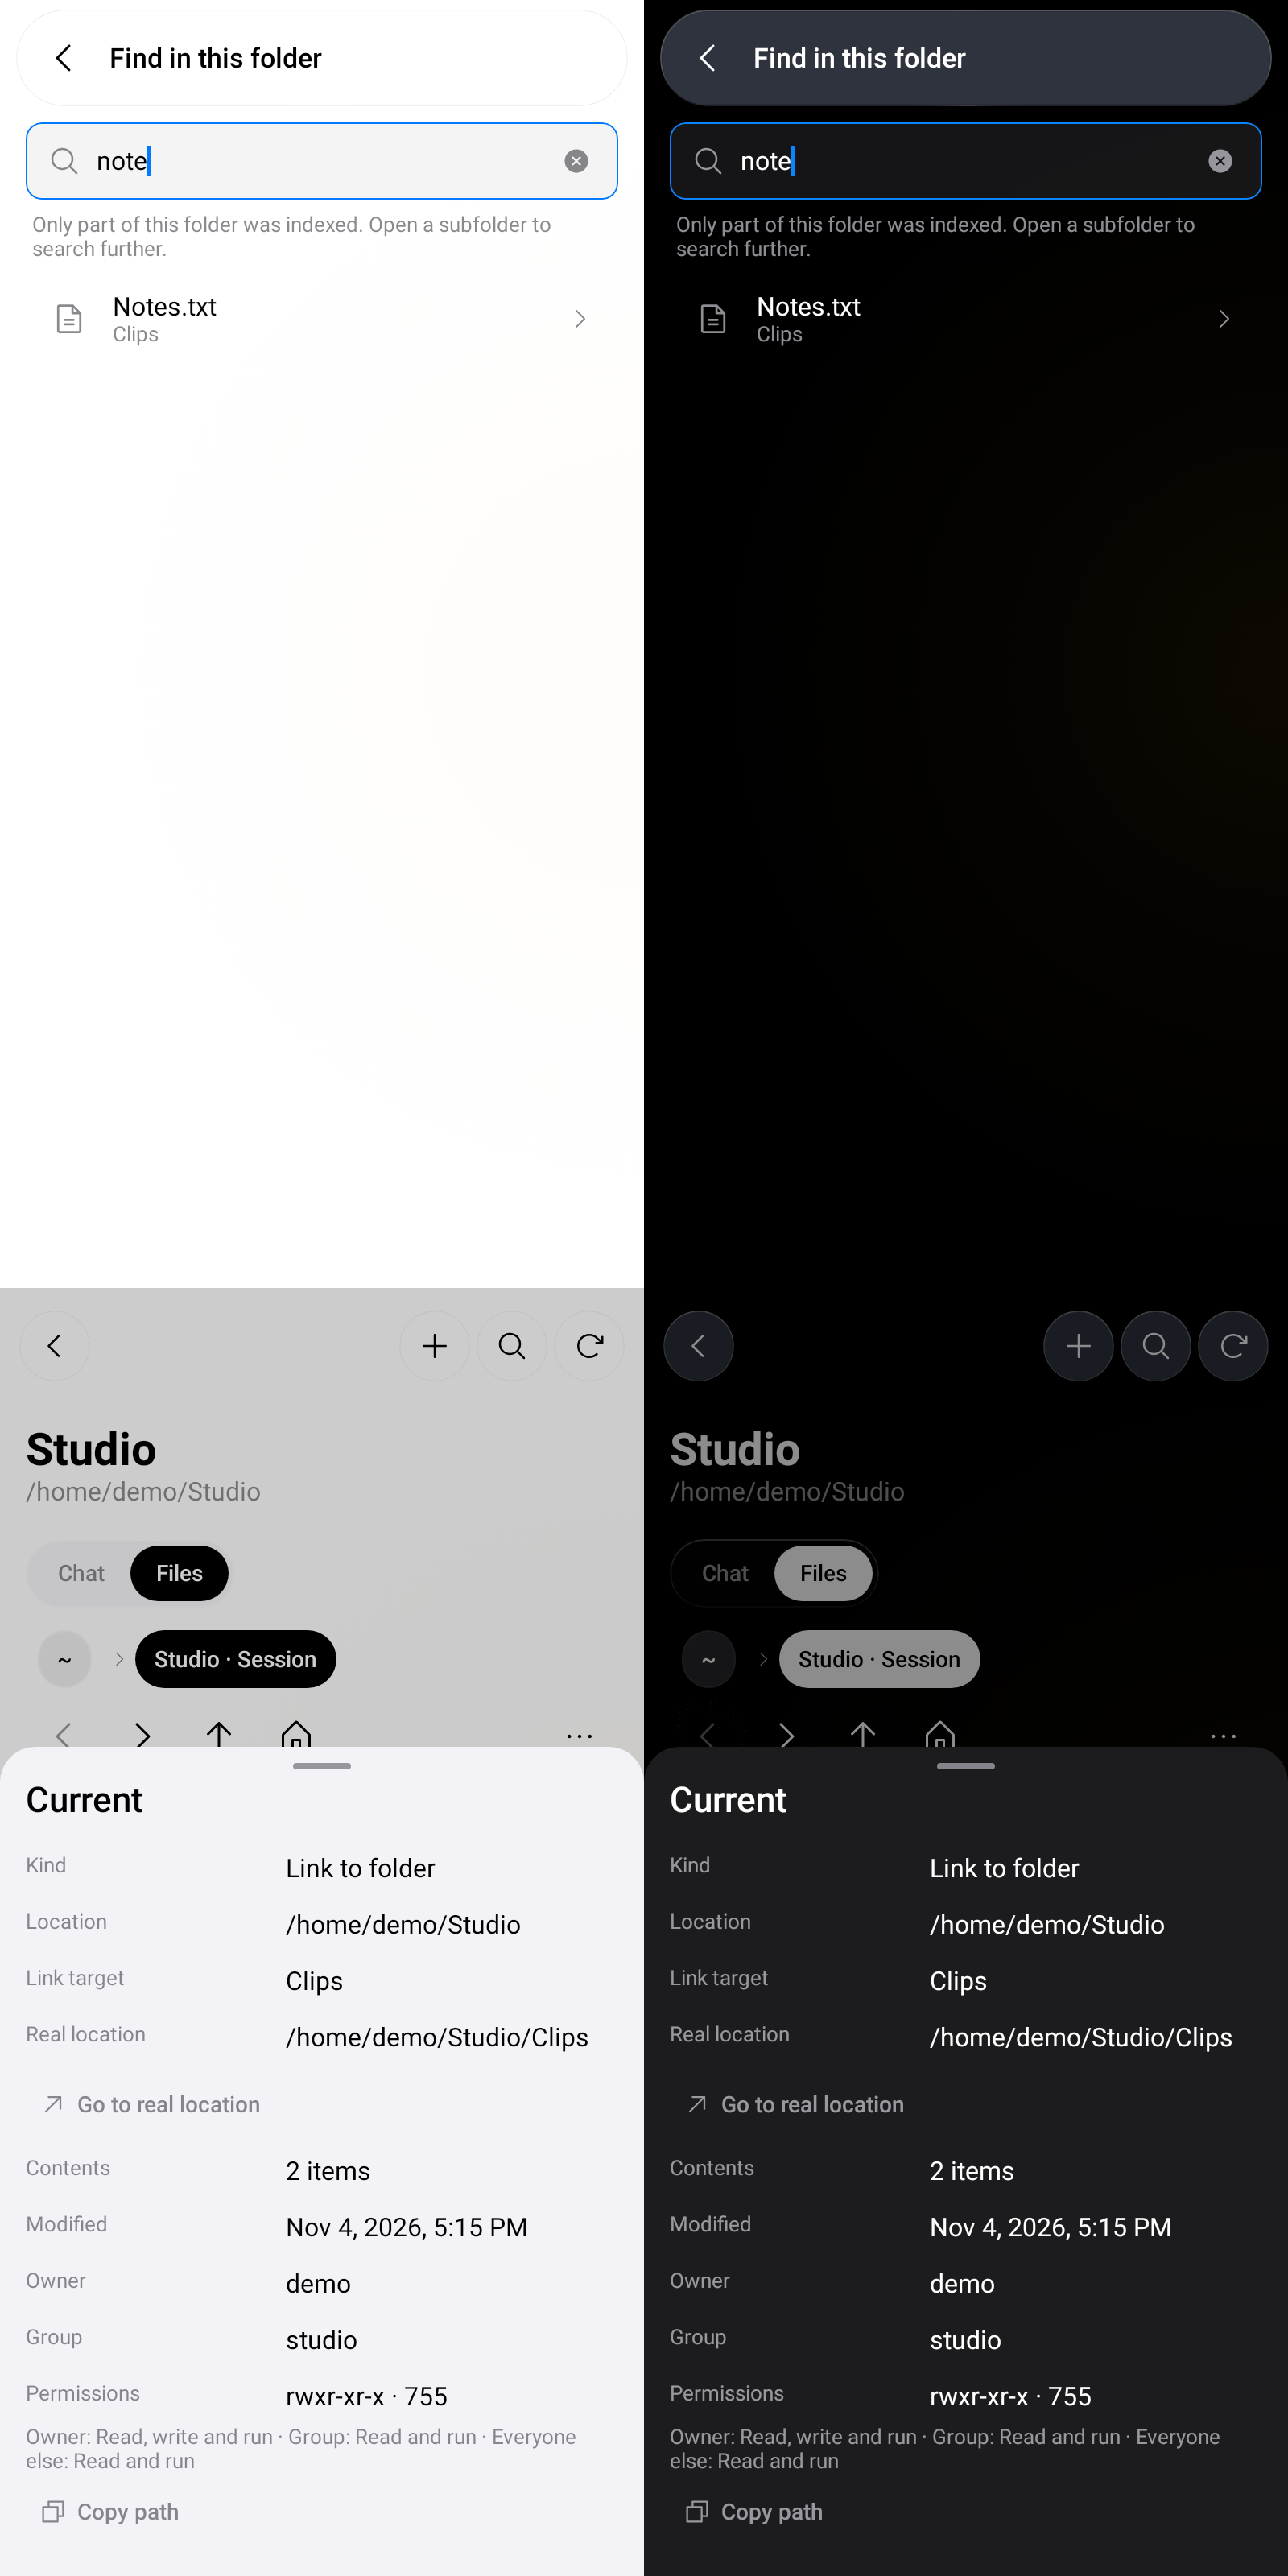 Find in this folder
note
Only part of this folder was indexed. Open a subfolder to
search further.
Notes.txt
Clips
Find in this folder
note
Only part of this folder was indexed. Open a subfolder to
search further.
Notes.txt
Clips
Studio
/home/demo/Studio
Chat
Files
~
Studio · Session
Current
Kind
Link to folder
Location
/home/demo/Studio
Link target
Clips
Real location
/home/demo/Studio/Clips
Go to real location
Contents
2 items
Modified
Nov 4, 2026, 5:15 PM
Owner
demo
Group
studio
Permissions
rwxr-xr-x · 755
Owner: Read, write and run · Group: Read and run · Everyone
else: Read and run
Copy path
Studio
/home/demo/Studio
Chat
Files
~
Studio · Session
Current
Kind
Link to folder
Location
/home/demo/Studio
Link target
Clips
Real location
/home/demo/Studio/Clips
Go to real location
Contents
2 items
Modified
Nov 4, 2026, 5:15 PM
Owner
demo
Group
studio
Permissions
rwxr-xr-x · 755
Owner: Read, write and run · Group: Read and run · Everyone
else: Read and run
Copy path